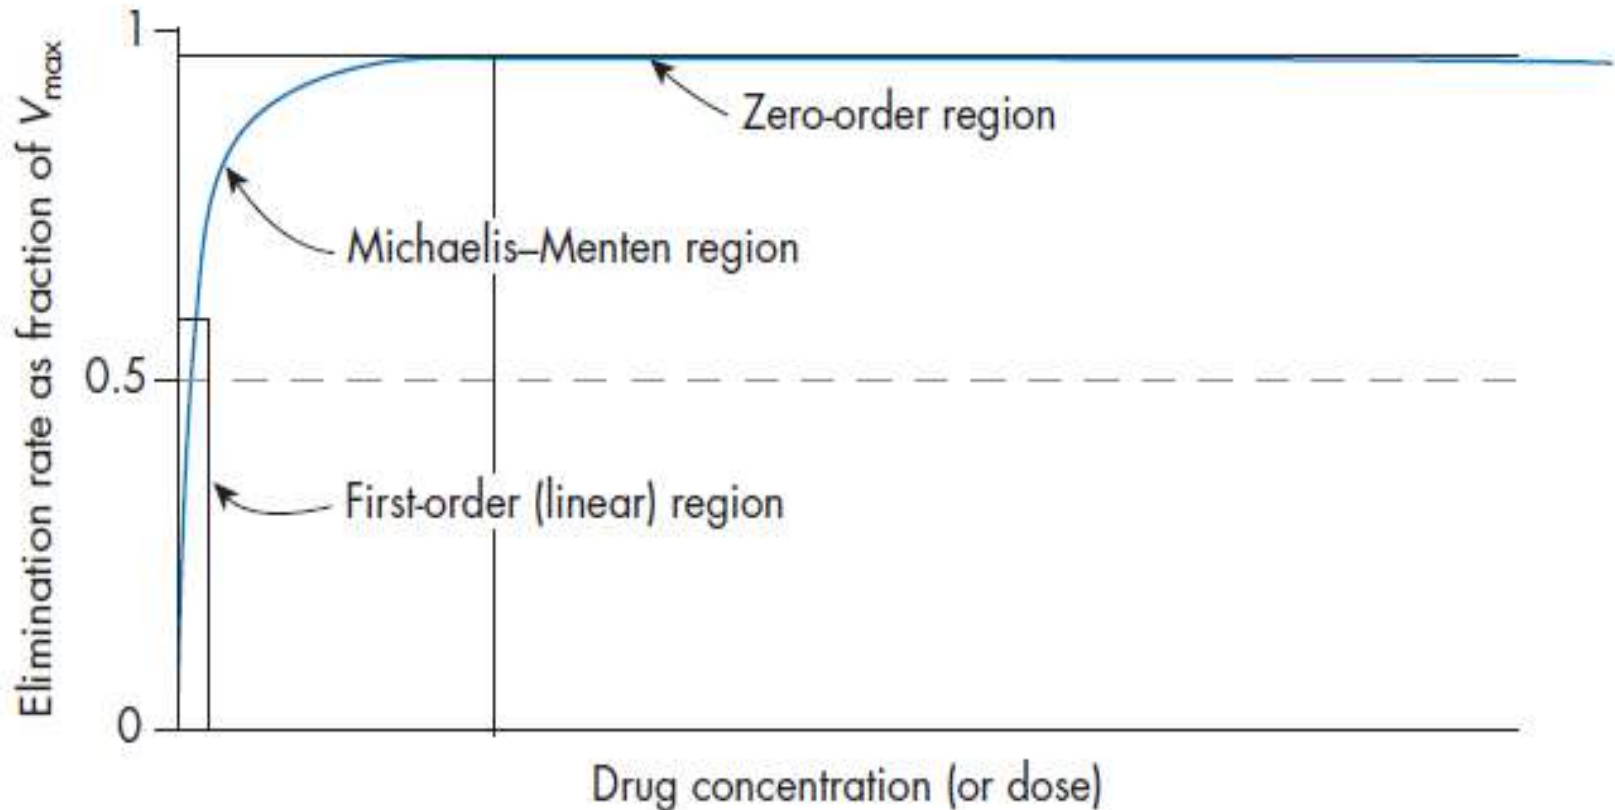 Elimination rate as fraction of Vmax
1
Zero-order region
Michaelis–Menten region
0.5
First-order (linear) region
0
Drug concentration (or dose)